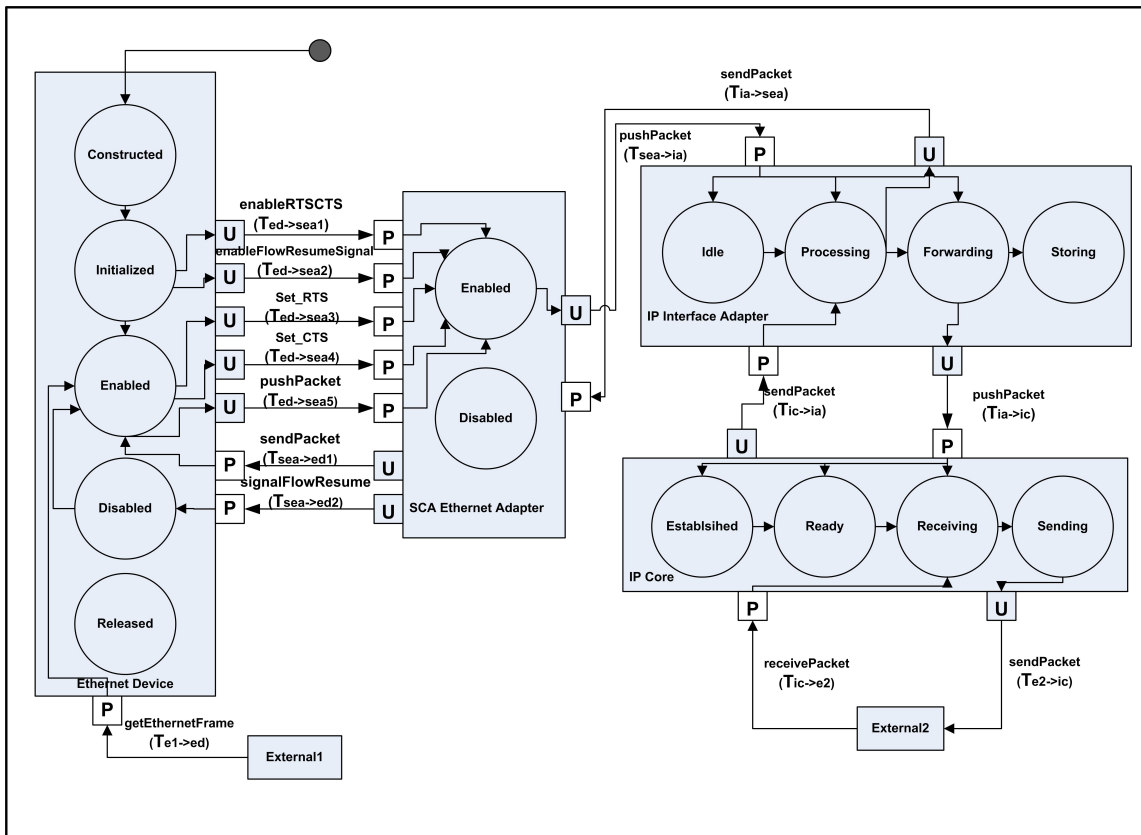 Constructed
Initialized
Enabled
Disabled
Released
Ethernet Device
P
getEthernetFrame
(Te1->ed)
External1
enableRTSCTS
(Ted->sea1)
U
P
enableFlowResumeSignal
(Ted->sea2)
U
P
Set_RTS
(Ted->sea3)
U
P
Set_CTS
(Ted->sea4)
U
P
pushPacket
(Ted->sea5)
U
P
sendPacket
(Tsea->ed1)
P
U
signalFlowResume
(Tsea->ed2)
P
U
Enabled
Disabled
SCA Ethernet Adapter
U
P
sendPacket
(Tia->sea)
pushPacket
(Tsea->ia)
P
U
Idle
Processing
Forwarding
Storing
IP Interface Adapter
P
U
sendPacket
(Tic->ia)
pushPacket
(Tia->ic)
U
P
Establsihed
Ready
Receiving
Sending
IP Core
P
U
receivePacket
(Tic->e2)
sendPacket
(Te2->ic)
External2